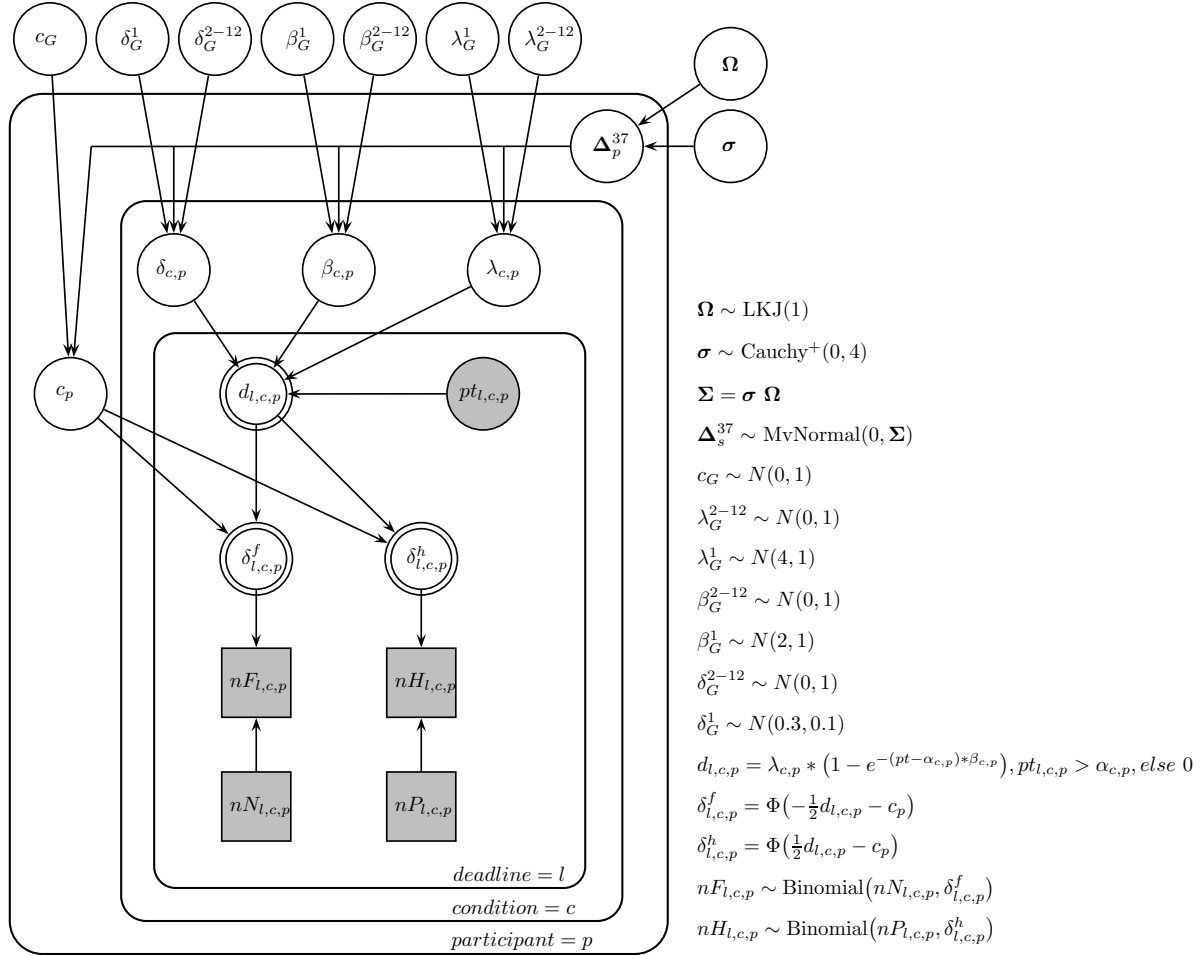 c_G δ_G^1 δ_G^{2-12} β_G^1 β_G^{2-12} λ_G^1 λ_G^{2-12}
Ω
Δ_p^{37} σ
δ_{c,p} β_{c,p} λ_{c,p}
c_p d_{l,c,p} pt_{l,c,p}
δ_{l,c,p}^f δ_{l,c,p}^h
nF_{l,c,p} nH_{l,c,p}
nN_{l,c,p} nP_{l,c,p}
deadline = l
condition = c
participant = p
Ω ∼ LKJ(1)
σ ∼ Cauchy^+(0, 4)
Σ = σ Ω
Δ_s^{37} ∼ MvNormal(0, Σ)
c_G ∼ N(0, 1)
λ_G^{2-12} ∼ N(0, 1)
λ_G^1 ∼ N(4, 1)
β_G^{2-12} ∼ N(0, 1)
β_G^1 ∼ N(2, 1)
δ_G^{2-12} ∼ N(0, 1)
δ_G^1 ∼ N(0.3, 0.1)
d_{l,c,p} = λ_{c,p} ∗ (1 − e^{−(pt−α_{c,p})∗β_{c,p}}), pt_{l,c,p} > α_{c,p}, else 0
δ_{l,c,p}^f = Φ(−½d_{l,c,p} − c_p)
δ_{l,c,p}^h = Φ(½d_{l,c,p} − c_p)
nF_{l,c,p} ∼ Binomial(nN_{l,c,p}, δ_{l,c,p}^f)
nH_{l,c,p} ∼ Binomial(nP_{l,c,p}, δ_{l,c,p}^h)